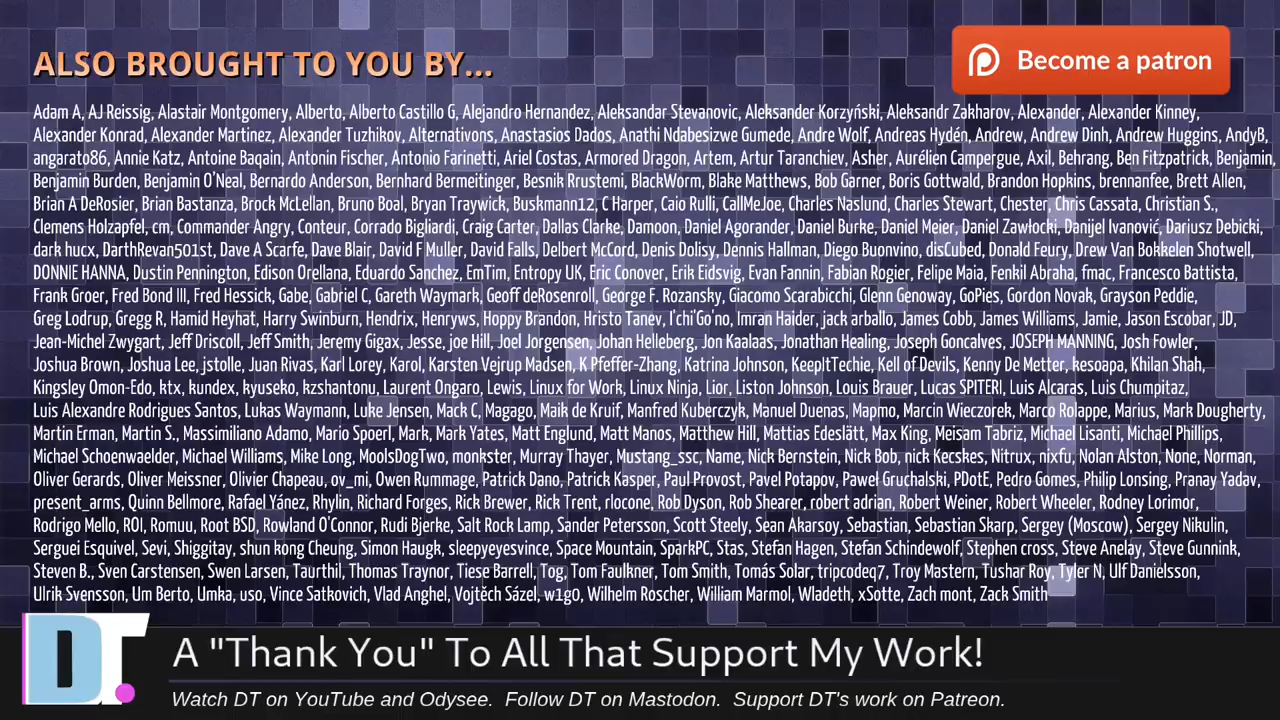 ALSO BROUGHT TO YOU BY...
Become a patron
Adam A, AJ Reissig, Alastair Montgomery, Alberto, Alberto Castillo G, Alejandro Hernandez, Aleksandar Stevanovic, Aleksander Korzyński, Aleksandr Zakharov, Alexander, Alexander Kinney,
Alexander Konrad, Alexander Martinez, Alexander Tuzhikov, Alternativons, Anastasios Dados, Anathi Ndabesizwe Gumede, Andre Wolf, Andreas Hydén, Andrew, Andrew Dinh, Andrew Huggins, AndyB,
angarato86, Annie Katz, Antoine Baqain, Antonin Fischer, Antonio Farinetti, Ariel Costas, Armored Dragon, Artem, Artur Taranchiev, Asher, Aurélien Campergue, Axil, Behrang, Ben Fitzpatrick, Benjamin,
Benjamin Burden, Benjamin O'Neal, Bernardo Anderson, Bernhard Bermeitinger, Besnik Rrustemi, BlackWorm, Blake Matthews, Bob Garner, Boris Gottwald, Brandon Hopkins, brennanfee, Brett Allen,
Brian A DeRosier, Brian Bastanza, Brock McLellan, Bruno Boal, Bryan Traywick, Buskmann12, C Harper, Caio Rulli, CallMeJoe, Charles Naslund, Charles Stewart, Chester, Chris Cassata, Christian S.,
Clemens Holzapfel, cm, Commander Angry, Conteur, Corrado Bigliardi, Craig Carter, Dallas Clarke, Damoon, Daniel Agorander, Daniel Burke, Daniel Meier, Daniel Zawłocki, Danijel Ivanović, Dariusz Debicki,
dark hucx, DarthRevan501st, Dave A Scarfe, Dave Blair, David F Muller, David Falls, Delbert McCord, Denis Dolisy, Dennis Hallman, Diego Buonvino, disCubed, Donald Feury, Drew Van Bokkelen Shotwell,
DONNIE HANNA, Dustin Pennington, Edison Orellana, Eduardo Sanchez, EmTim, Entropy UK, Eric Conover, Erik Eidsvig, Evan Fannin, Fabian Rogier, Felipe Maia, Fenkil Abraha, fmac, Francesco Battista,
Frank Groer, Fred Bond III, Fred Hessick, Gabe, Gabriel C, Gareth Waymark, Geoff deRosenroll, George F. Rozansky, Giacomo Scarabicchi, Glenn Genoway, GoPies, Gordon Novak, Grayson Peddie,
Greg Lodrup, Gregg R, Hamid Heyhat, Harry Swinburn, Hendrix, Henryws, Hoppy Brandon, Hristo Tanev, I'chi'Go'no, Imran Haider, jack arballo, James Cobb, James Williams, Jamie, Jason Escobar, JD,
Jean-Michel Zwygart, Jeff Driscoll, Jeff Smith, Jeremy Gigax, Jesse, joe Hill, Joel Jorgensen, Johan Helleberg, Jon Kaalaas, Jonathan Healing, Joseph Goncalves, JOSEPH MANNING, Josh Fowler,
Joshua Brown, Joshua Lee, jstolle, Juan Rivas, Karl Lorey, Karol, Karsten Vejrup Madsen, K Pfeffer-Zhang, Katrina Johnson, KeepItTechie, Kell of Devils, Kenny De Metter, kesoapa, Khilan Shah,
Kingsley Omon-Edo, ktx, kundex, kyuseko, kzshantonu, Laurent Ongaro, Lewis, Linux for Work, Linux Ninja, Lior, Liston Johnson, Louis Brauer, Lucas SPITERI, Luis Alcaras, Luis Chumpitaz,
Luis Alexandre Rodrigues Santos, Lukas Waymann, Luke Jensen, Mack C, Magago, Maik de Kruif, Manfred Kuberczyk, Manuel Duenas, Mapmo, Marcin Wieczorek, Marco Rolappe, Marius, Mark Dougherty,
Martin Erman, Martin S., Massimiliano Adamo, Mario Spoerl, Mark, Mark Yates, Matt Englund, Matt Manos, Matthew Hill, Mattias Edeslätt, Max King, Meisam Tabriz, Michael Lisanti, Michael Phillips,
Michael Schoenwaelder, Michael Williams, Mike Long, MoolsDogTwo, monkster, Murray Thayer, Mustang_ssc, Name, Nick Bernstein, Nick Bob, nick Kecskes, Nitrux, nixfu, Nolan Alston, None, Norman,
Oliver Gerards, Oliver Meissner, Olivier Chapeau, ov_mi, Owen Rummage, Patrick Dano, Patrick Kasper, Paul Provost, Pavel Potapov, Paweł Gruchalski, PDotE, Pedro Gomes, Philip Lonsing, Pranay Yadav,
present_arms, Quinn Bellmore, Rafael Yánez, Rhylin, Richard Forges, Rick Brewer, Rick Trent, rlocone, Rob Dyson, Rob Shearer, robert adrian, Robert Weiner, Robert Wheeler, Rodney Lorimor,
Rodrigo Mello, ROI, Romuu, Root BSD, Rowland O'Connor, Rudi Bjerke, Salt Rock Lamp, Sander Petersson, Scott Steely, Sean Akarsoy, Sebastian, Sebastian Skarp, Sergey (Moscow), Sergey Nikulin,
Serguei Esquivel, Sevi, Shiggitay, shun kong Cheung, Simon Haugk, sleepyeyesvince, Space Mountain, SparkPC, Stas, Stefan Hagen, Stefan Schindewolf, Stephen cross, Steve Anelay, Steve Gunnink,
Steven B., Sven Carstensen, Swen Larsen, Taurthil, Thomas Traynor, Tiese Barrell, Tog, Tom Faulkner, Tom Smith, Tomás Solar, tripcodeq7, Troy Mastern, Tushar Roy, Tyler N, Ulf Danielsson,
Ulrik Svensson, Um Berto, Umka, uso, Vince Satkovich, Vlad Anghel, Vojtěch Sázel, w1g0, Wilhelm Roscher, William Marmol, Wladeth, xSotte, Zach mont, Zack Smith
DT
A "Thank You" To All That Support My Work!
Watch DT on YouTube and Odysee. Follow DT on Mastodon. Support DT's work on Patreon.